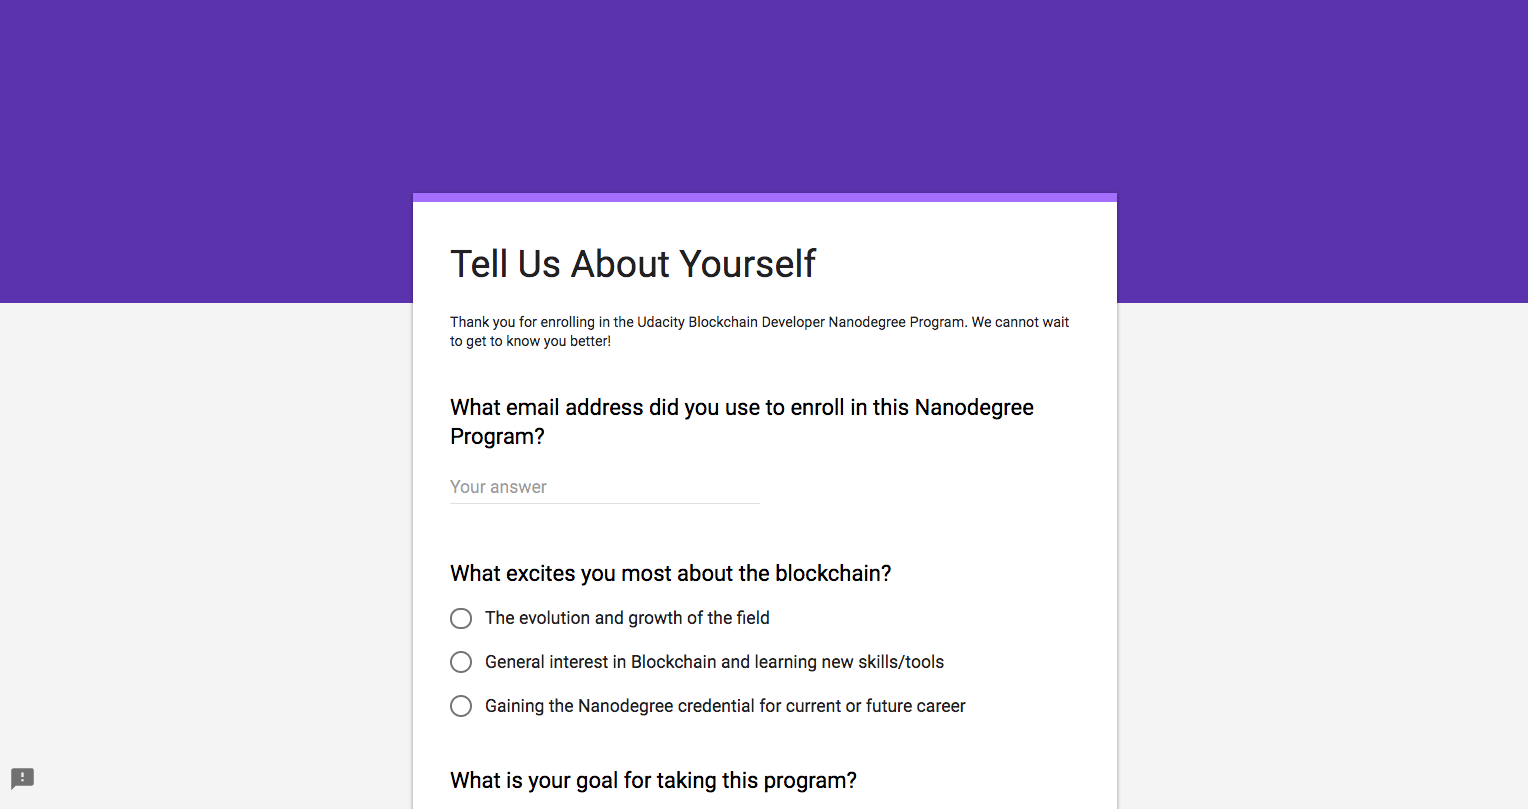 Tell Us About Yourself
Thank you for enrolling in the Udacity Blockchain Developer Nanodegree Program. We cannot wait
to get to know you better!
What email address did you use to enroll in this Nanodegree
Program?
Your answer
What excites you most about the blockchain?
The evolution and growth of the field
General interest in Blockchain and learning new skills/tools
Gaining the Nanodegree credential for current or future career
What is your goal for taking this program?